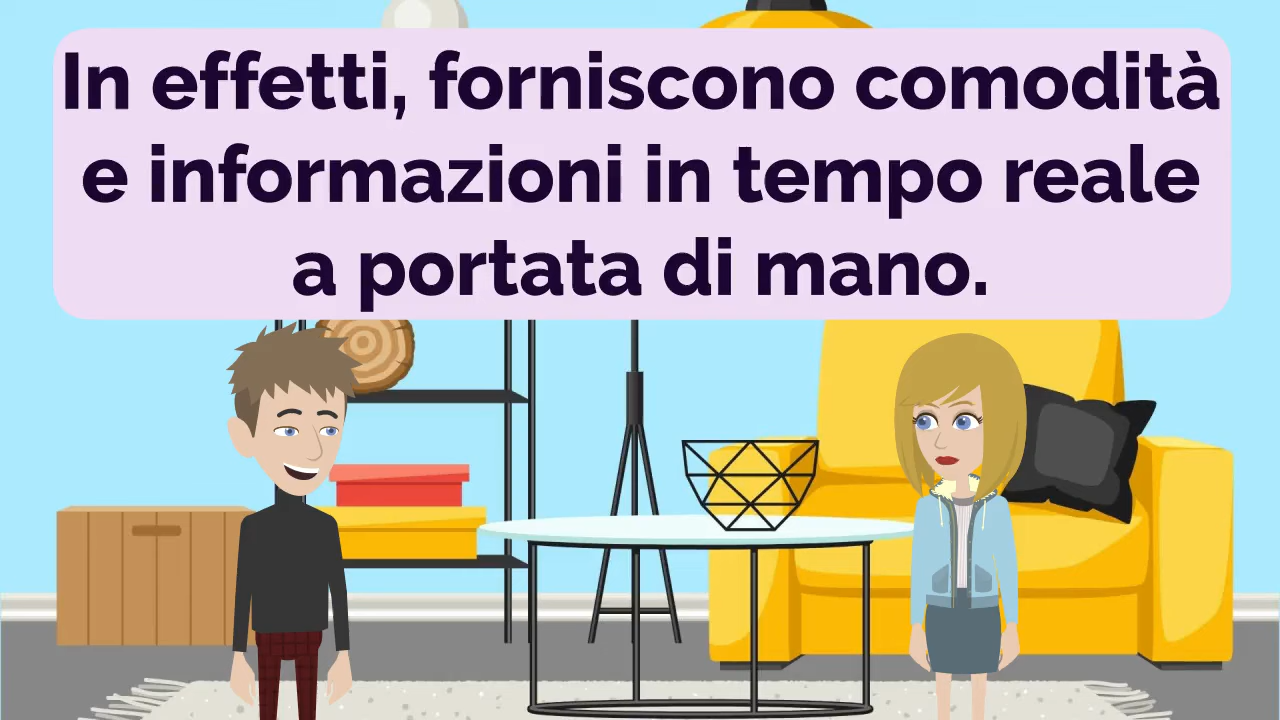 In effetti, forniscono comodità
e informazioni in tempo reale
a portata di mano.